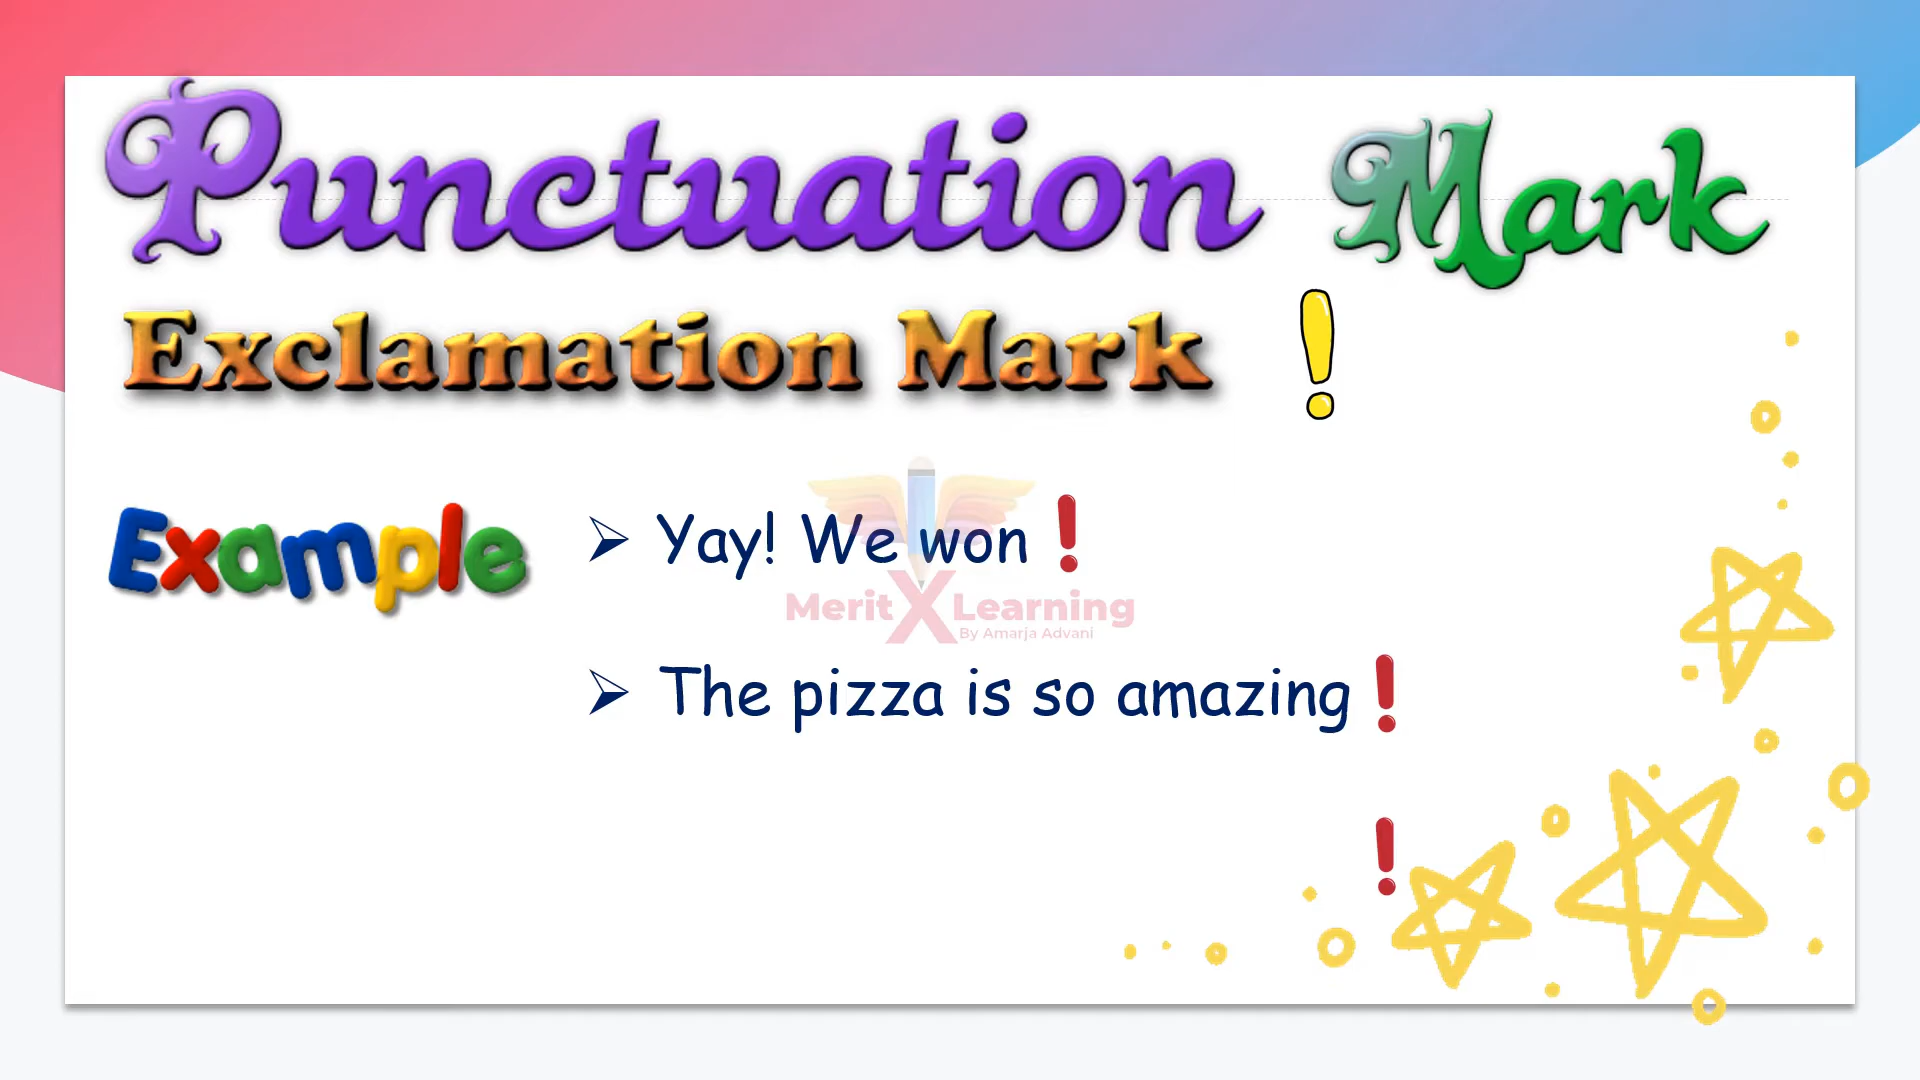 Punctuation Mark
Exclamation Mark !
Example
➢ Yay! We won❗
Merit X Learning
By Amarja Advani
➢ The pizza is so amazing❗
❗